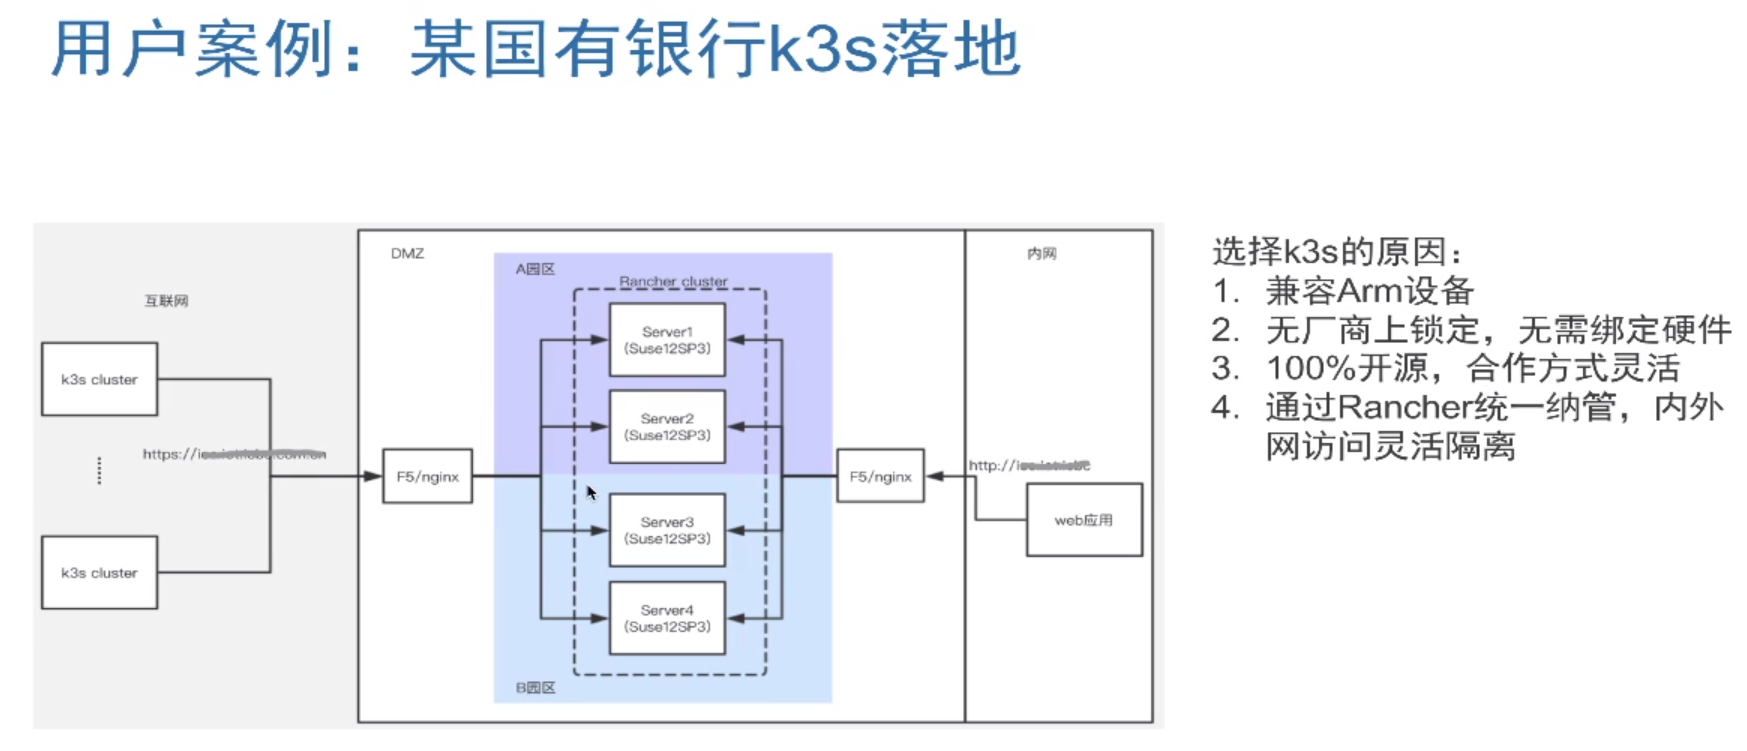 用户案例：某国有银行k3s落地
互联网
k3s cluster
https://
k3s cluster
DMZ
F5/nginx
A园区
Rancher cluster
Server1
(Suse12SP3)
Server2
(Suse12SP3)
Server3
(Suse12SP3)
Server4
(Suse12SP3)
B园区
F5/nginx
内网
http://
web应用
选择k3s的原因：
1. 兼容Arm设备
2. 无厂商上锁定，无需绑定硬件
3. 100%开源，合作方式灵活
4. 通过Rancher统一纳管，内外
网访问灵活隔离